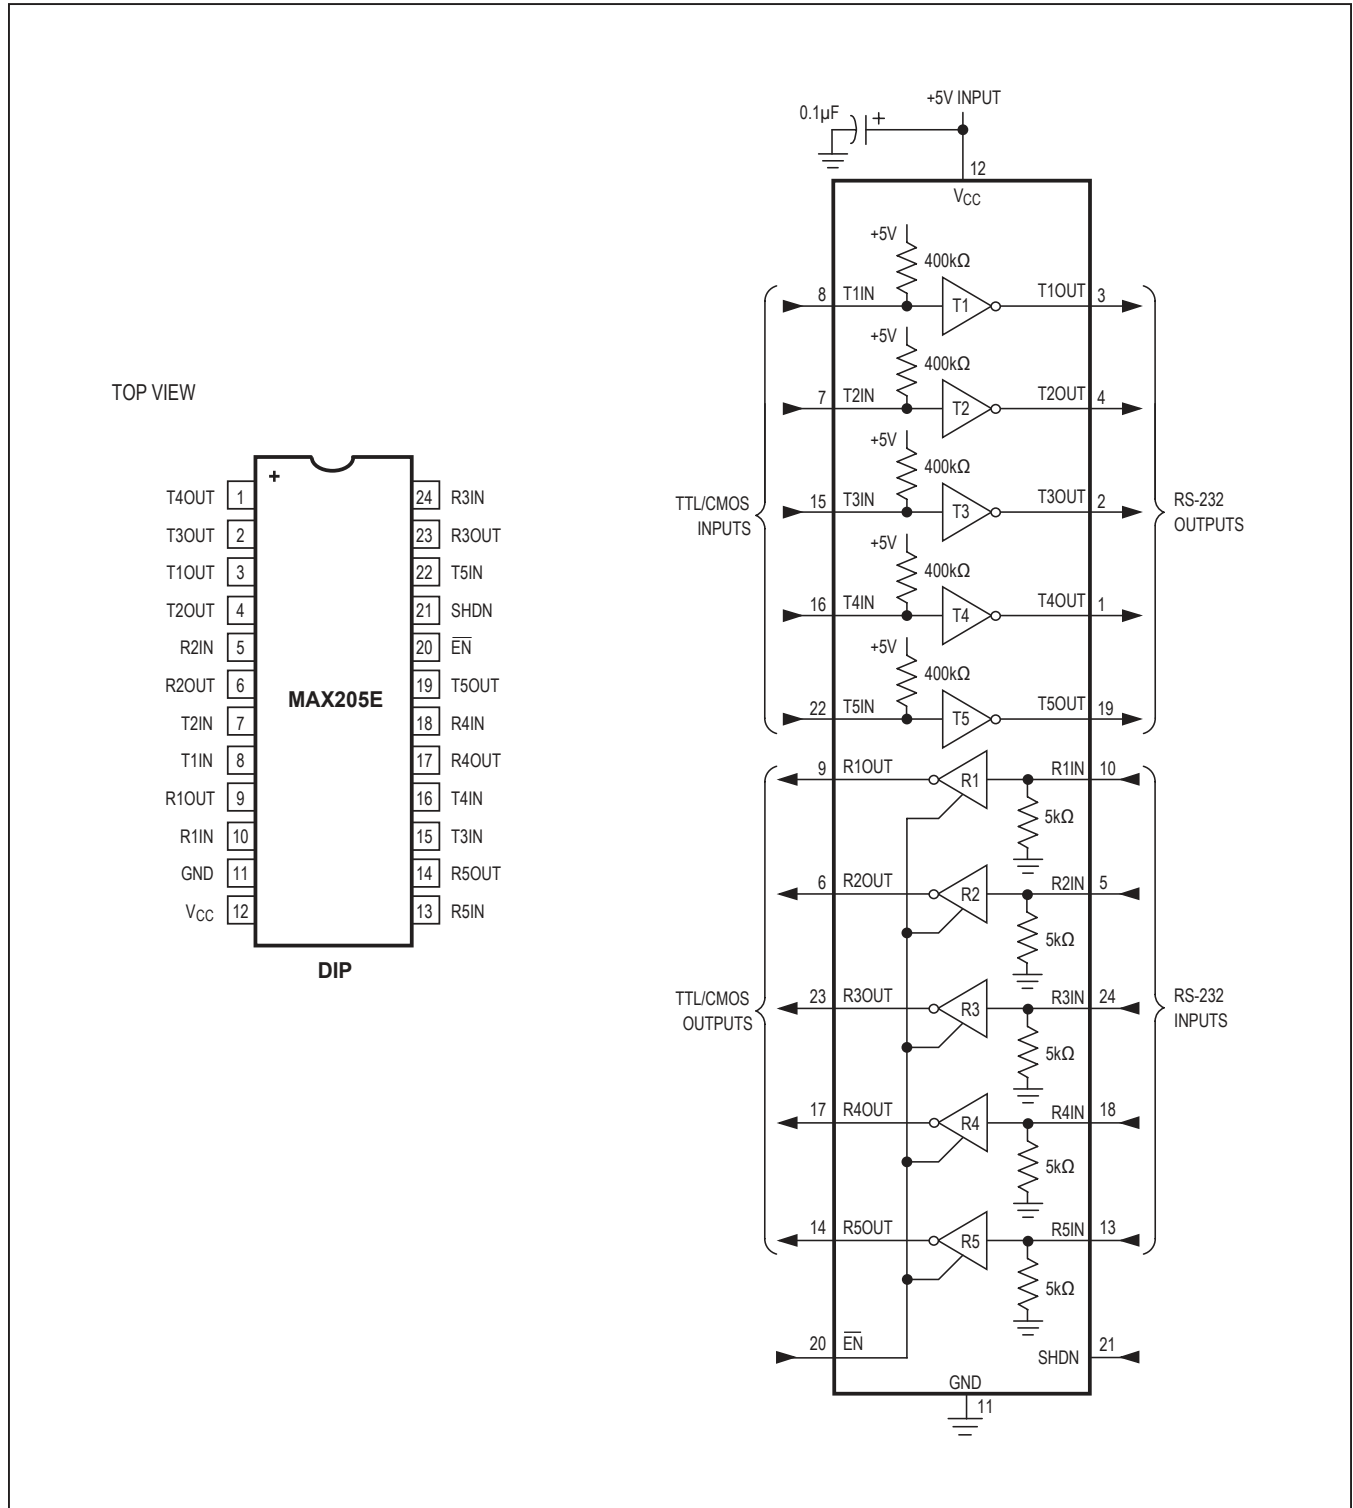 TOP VIEW
+
T4OUT 1
T3OUT 2
T1OUT 3
T2OUT 4
R2IN 5
R2OUT 6
T2IN 7
T1IN 8
R1OUT 9
R1IN 10
GND 11
VCC 12
24 R3IN
23 R3OUT
22 T5IN
21 SHDN
20 E̅N̅
19 T5OUT
18 R4IN
17 R4OUT
16 T4IN
15 T3IN
14 R5OUT
13 R5IN
MAX205E
DIP
+5V INPUT
0.1µF
+
12
VCC
+5V
400kΩ
8 T1IN T1 T1OUT 3
+5V
400kΩ
7 T2IN T2 T2OUT 4
+5V
400kΩ
15 T3IN T3 T3OUT 2
+5V
400kΩ
16 T4IN T4 T4OUT 1
+5V
400kΩ
22 T5IN T5 T5OUT 19
TTL/CMOS
INPUTS
RS-232
OUTPUTS
9 R1OUT R1 R1IN 10
5kΩ
6 R2OUT R2 R2IN 5
5kΩ
23 R3OUT R3 R3IN 24
5kΩ
17 R4OUT R4 R4IN 18
5kΩ
14 R5OUT R5 R5IN 13
5kΩ
TTL/CMOS
OUTPUTS
RS-232
INPUTS
20 E̅N̅
SHDN 21
GND
11